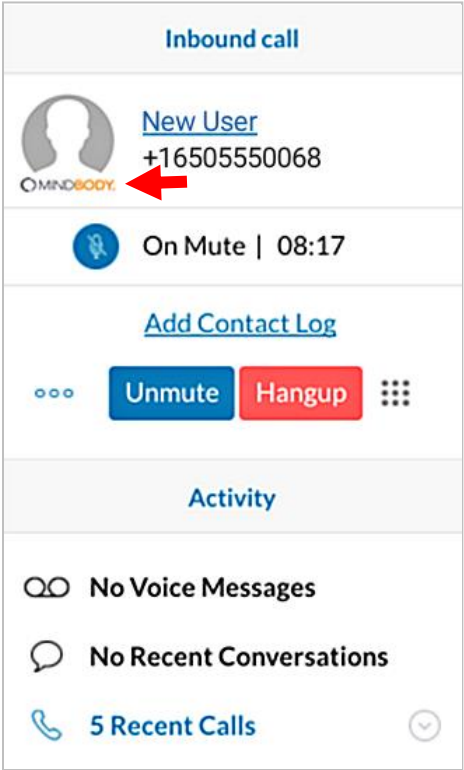 Inbound call
New User
+16505550068
MINDBODY.
On Mute | 08:17
Add Contact Log
Unmute Hangup
Activity
No Voice Messages
No Recent Conversations
5 Recent Calls